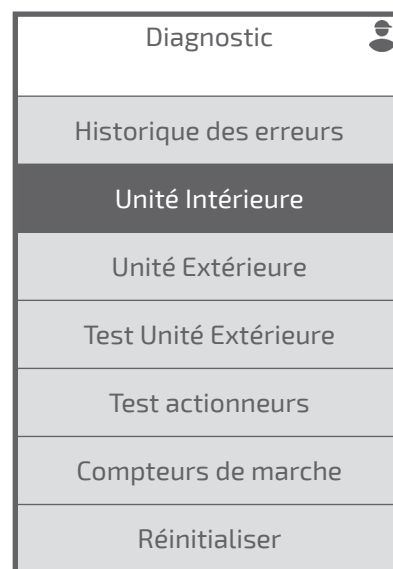 Diagnostic
Historique des erreurs
Unité Intérieure
Unité Extérieure
Test Unité Extérieure
Test actionneurs
Compteurs de marche
Réinitialiser